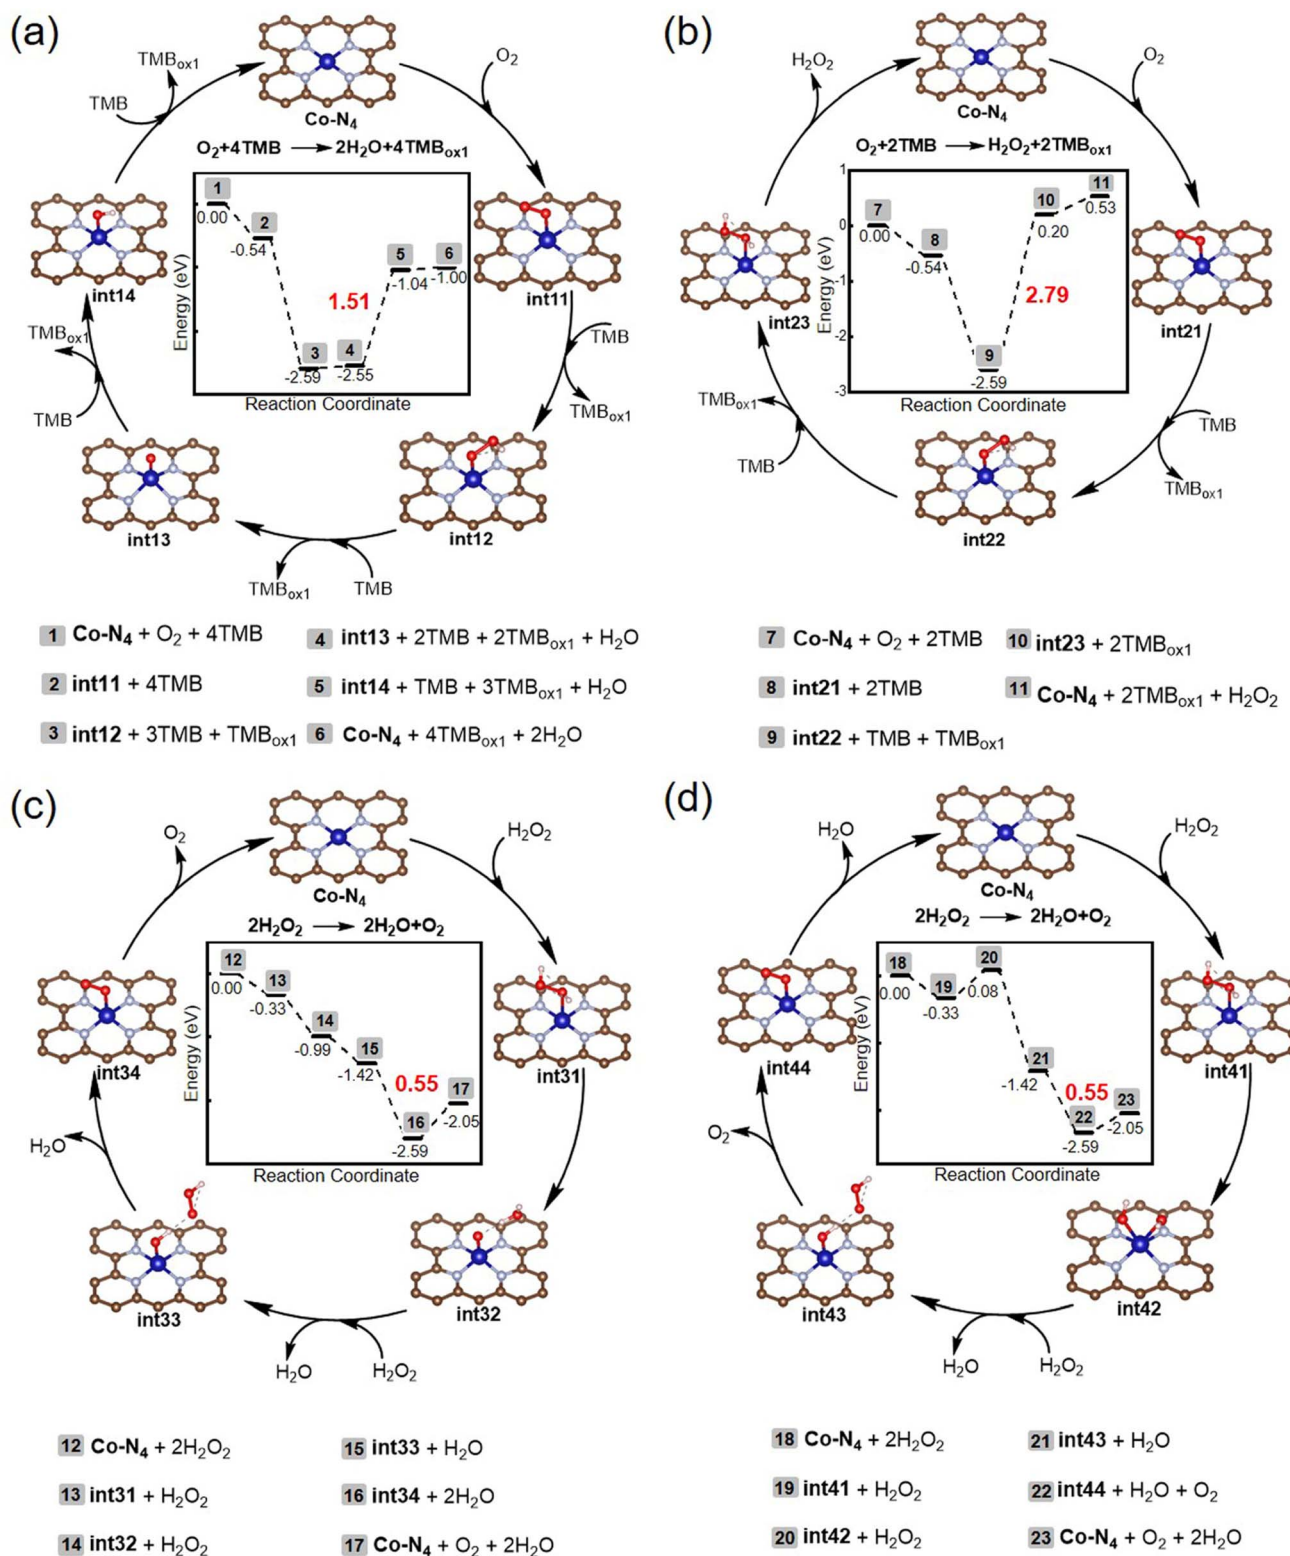 (a)
TMBox1
TMB
O2
Co-N4
O2+4TMB → 2H2O+4TMBox1
Energy (eV)
1
0.00
2
-0.54
3
-2.59
4
-2.55
1.51
5
-1.04
6
-1.00
Reaction Coordinate
int11
TMB
TMBox1
int12
TMB
TMBox1
int13
TMB
TMBox1
int14
1 Co-N4 + O2 + 4TMB
2 int11 + 4TMB
3 int12 + 3TMB + TMBox1
4 int13 + 2TMB + 2TMBox1 + H2O
5 int14 + TMB + 3TMBox1 + H2O
6 Co-N4 + 4TMBox1 + 2H2O
(b)
H2O2
O2
Co-N4
O2+2TMB → H2O2+2TMBox1
Energy (eV)
1
0
-1
-2
-3
7
0.00
8
-0.54
9
-2.59
2.79
10
0.20
11
0.53
Reaction Coordinate
int21
TMB
TMBox1
int22
TMB
TMBox1
int23
7 Co-N4 + O2 + 2TMB
8 int21 + 2TMB
9 int22 + TMB + TMBox1
10 int23 + 2TMBox1
11 Co-N4 + 2TMBox1 + H2O2
(c)
O2
H2O2
Co-N4
2H2O2 → 2H2O+O2
Energy (eV)
12
0.00
13
-0.33
14
-0.99
15
-1.42
0.55
16
-2.59
17
-2.05
Reaction Coordinate
int31
int32
H2O2
H2O
int33
H2O
int34
12 Co-N4 + 2H2O2
13 int31 + H2O2
14 int32 + H2O2
15 int33 + H2O
16 int34 + 2H2O
17 Co-N4 + O2 + 2H2O
(d)
H2O
H2O2
Co-N4
2H2O2 → 2H2O+O2
Energy (eV)
18
0.00
19
-0.33
20
0.08
21
-1.42
0.55
22
-2.59
23
-2.05
Reaction Coordinate
int41
int42
H2O2
H2O
int43
O2
int44
18 Co-N4 + 2H2O2
19 int41 + H2O2
20 int42 + H2O2
21 int43 + H2O
22 int44 + H2O + O2
23 Co-N4 + O2 + 2H2O